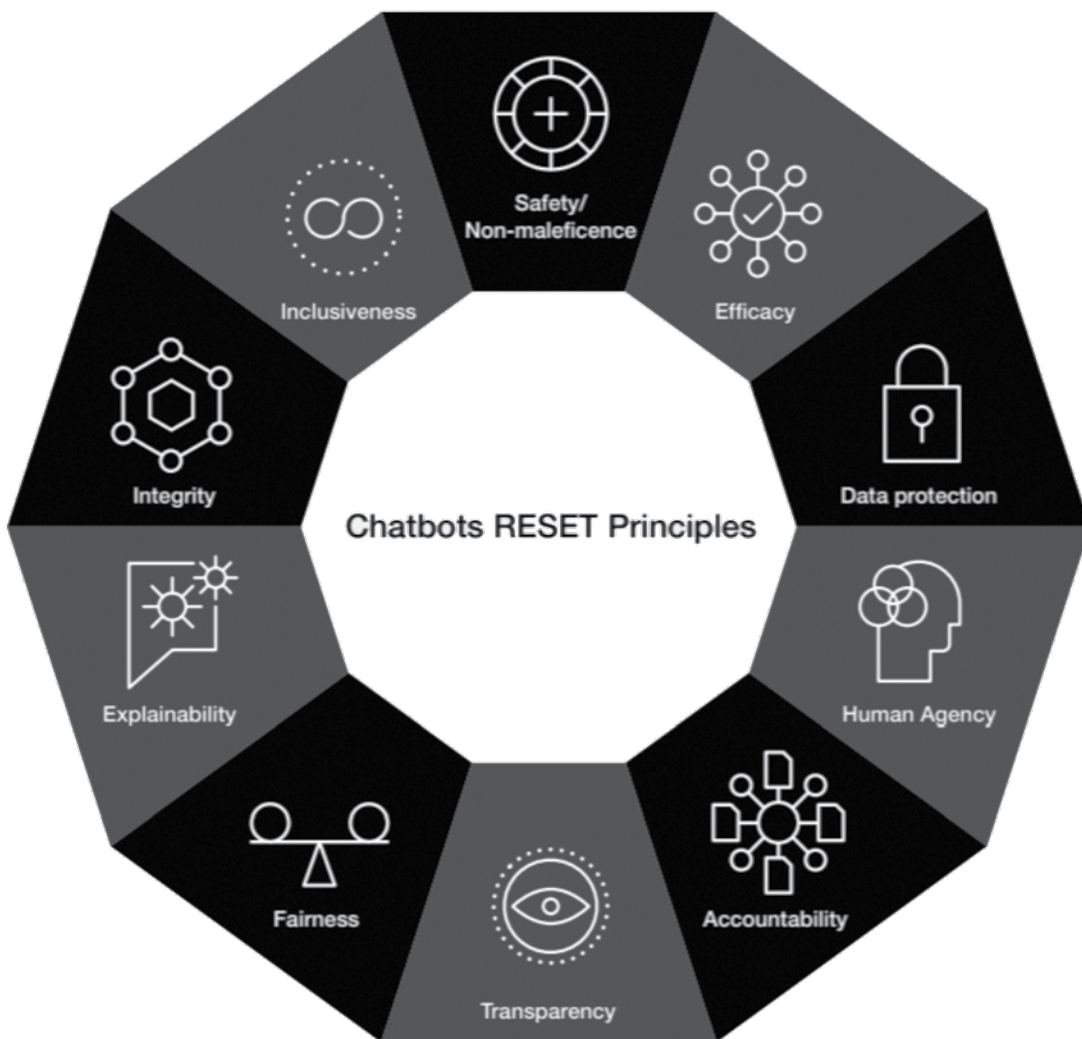 Safety/
Non-maleficence
Efficacy
Data protection
Human Agency
Accountability
Transparency
Fairness
Explainability
Integrity
Inclusiveness
Chatbots RESET Principles